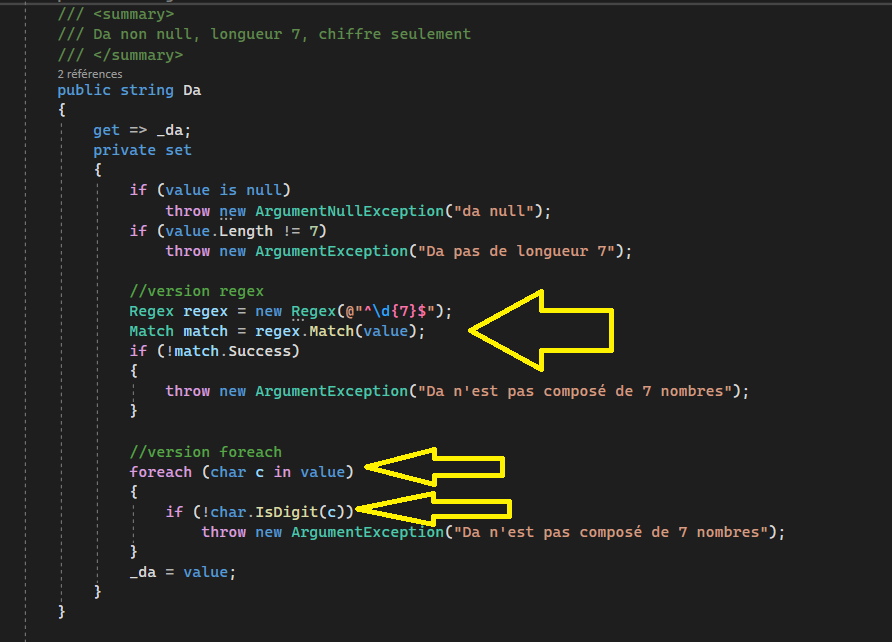 /// <summary>
/// Da non null, longueur 7, chiffre seulement
/// </summary>
2 références
public string Da
{
get => _da;
private set
{
if (value is null)
throw new ArgumentNullException("da null");
if (value.Length != 7)
throw new ArgumentException("Da pas de longueur 7");
//version regex
Regex regex = new Regex(@"^\d{7}$");
Match match = regex.Match(value);
if (!match.Success)
{
throw new ArgumentException("Da n'est pas composé de 7 nombres");
}
//version foreach
foreach (char c in value)
{
if (!char.IsDigit(c))
throw new ArgumentException("Da n'est pas composé de 7 nombres");
}
_da = value;
}
}